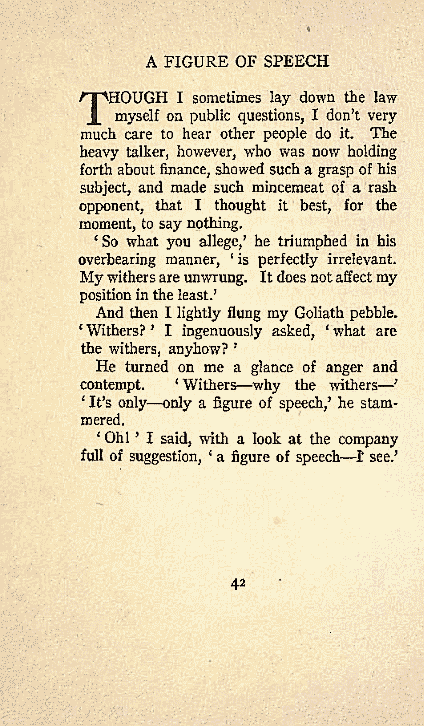 A FIGURE OF SPEECH
THOUGH I sometimes lay down the law
myself on public questions, I don't very
much care to hear other people do it. The
heavy talker, however, who was now holding
forth about finance, showed such a grasp of his
subject, and made such mincemeat of a rash
opponent, that I thought it best, for the
moment, to say nothing.
‘So what you allege,’ he triumphed in his
overbearing manner, ‘is perfectly irrelevant.
My withers are unwrung. It does not affect my
position in the least.’
And then I lightly flung my Goliath pebble.
‘Withers?’ I ingenuously asked, ‘what are
the withers, anyhow?’
He turned on me a glance of anger and
contempt. ‘Withers—why the withers—’
‘It's only—only a figure of speech,’ he stam-
mered.
‘Oh!’ I said, with a look at the company
full of suggestion, ‘a figure of speech—I see.’
42